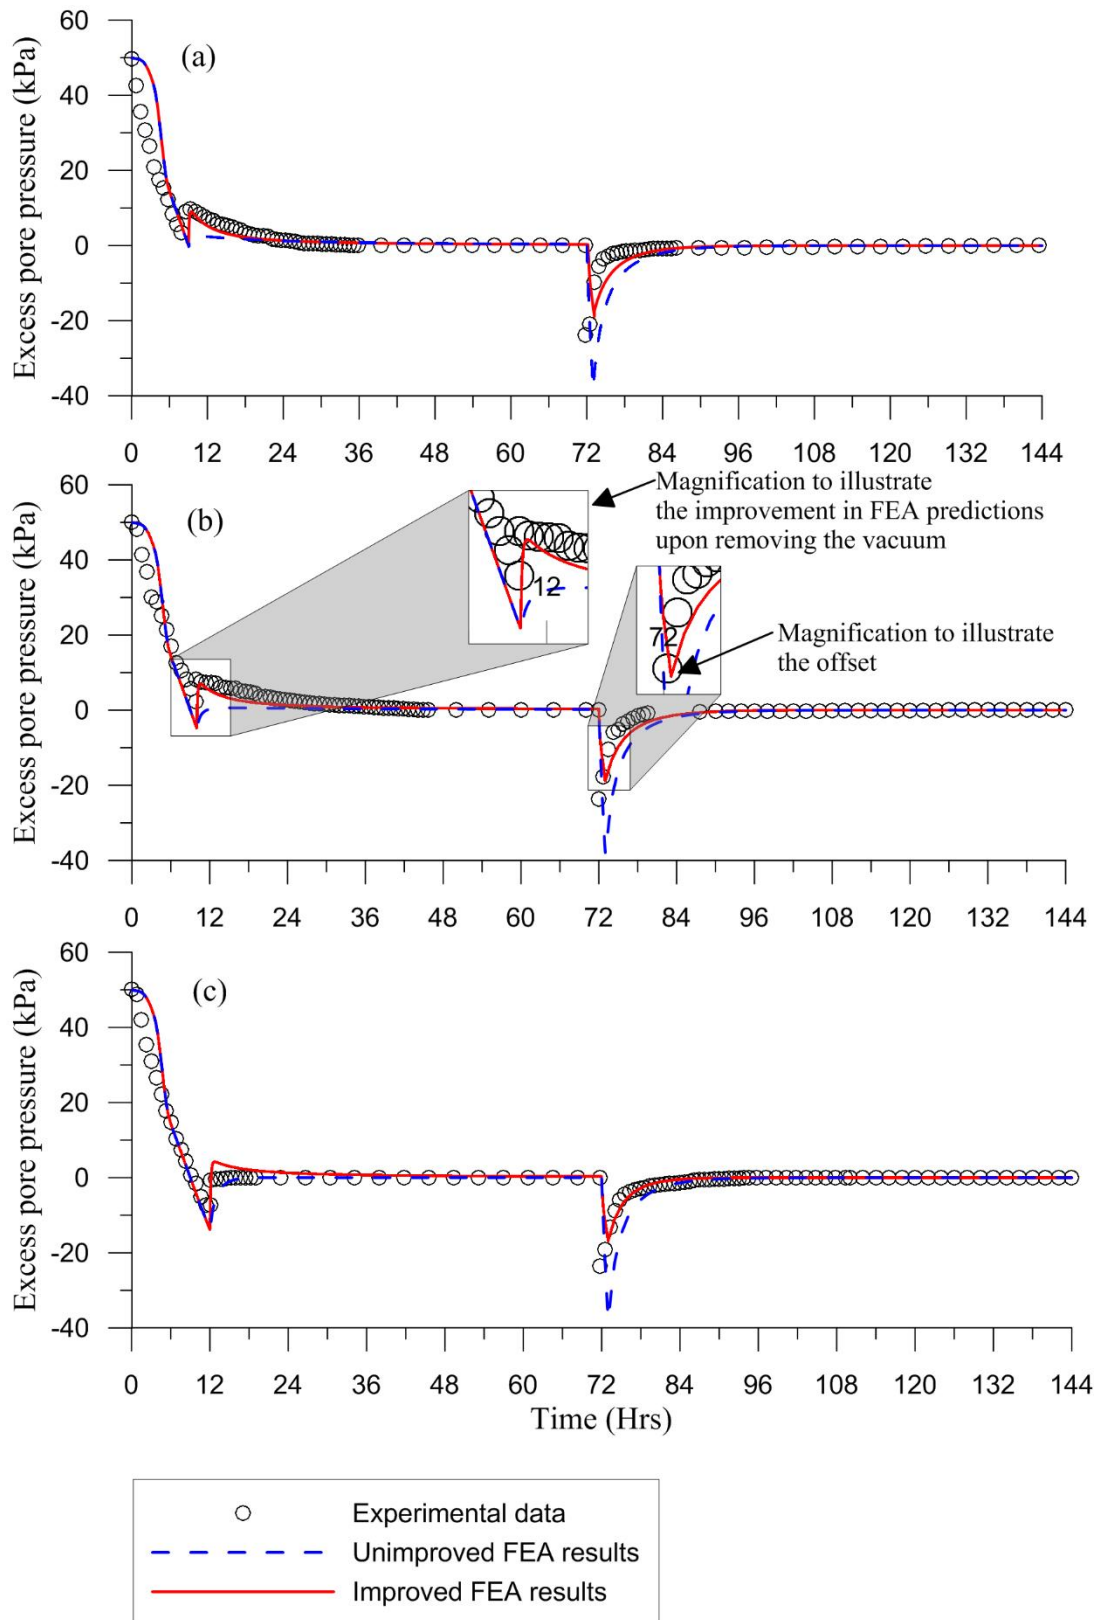 60
40
20
0
-20
-40
Excess pore pressure (kPa)
(a)
0 12 24 36 48 60 72 84 96 108 120 132 144
60
40
20
0
-20
-40
Excess pore pressure (kPa)
(b)
Magnification to illustrate
the improvement in FEA predictions
upon removing the vacuum
12
72
Magnification to illustrate
the offset
0 12 24 36 48 60 72 84 96 108 120 132 144
60
40
20
0
-20
-40
Excess pore pressure (kPa)
(c)
0 12 24 36 48 60 72 84 96 108 120 132 144
Time (Hrs)
Experimental data
Unimproved FEA results
Improved FEA results